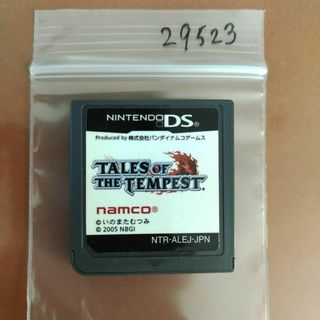 29523
NINTENDO DS
Produced by 株式会社バンダイナムコゲームス
TALES OF
THE TEMPEST
namco®
©いのまたむつみ
© 2005 NBGI
NTR-ALEJ-JPN